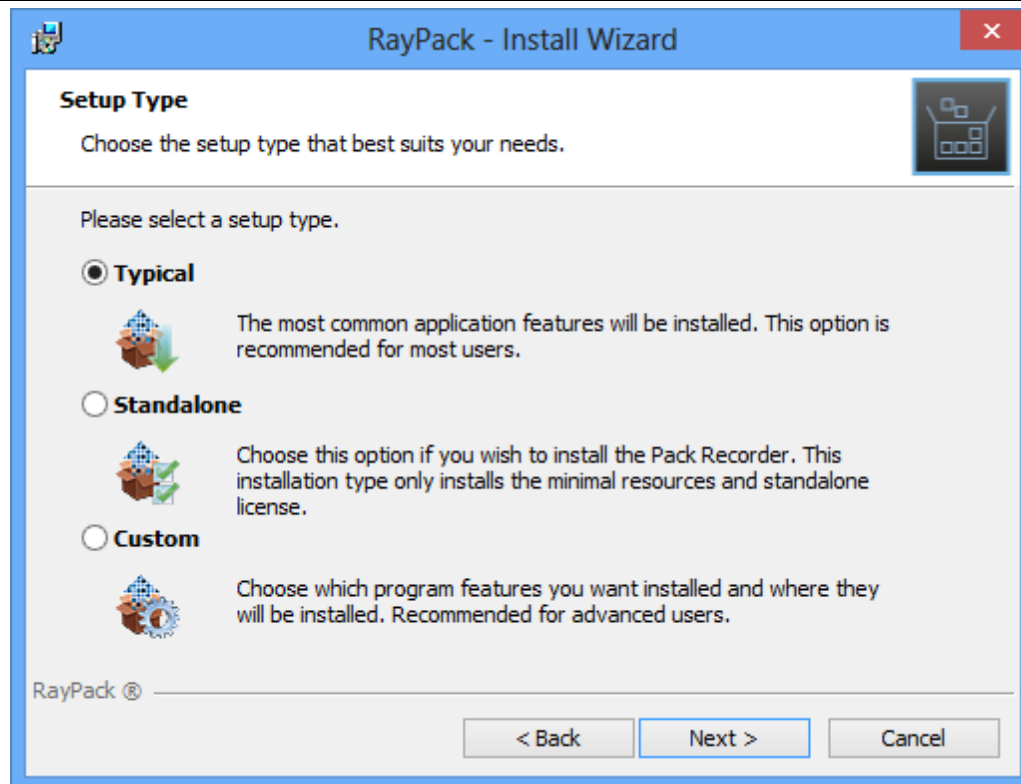 RayPack - Install Wizard
Setup Type
Choose the setup type that best suits your needs.
Please select a setup type.
Typical
The most common application features will be installed. This option is
recommended for most users.
Standalone
Choose this option if you wish to install the Pack Recorder. This
installation type only installs the minimal resources and standalone
license.
Custom
Choose which program features you want installed and where they
will be installed. Recommended for advanced users.
RayPack ®
< Back
Next >
Cancel